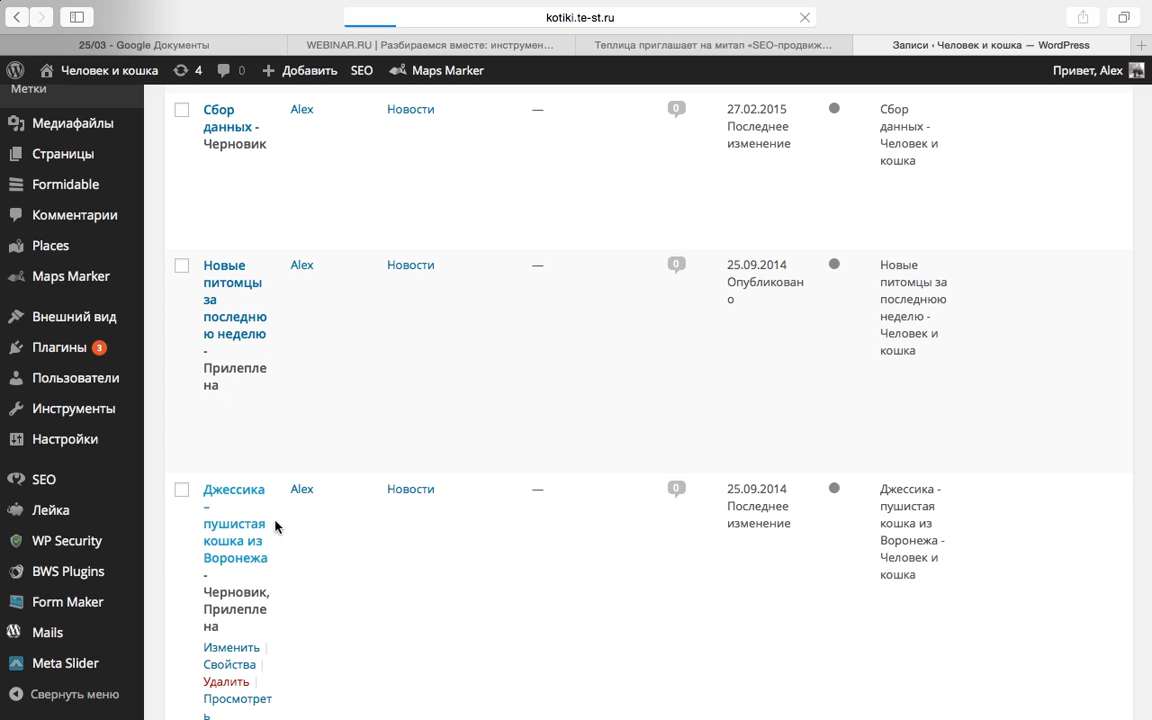 kotiki.te-st.ru
25/03 - Google Документы
WEBINAR.RU | Разбираемся вместе: инструмен...
Теплица приглашает на митап «SEO-продвиж...
Записи ‹ Человек и кошка — WordPress
Человек и кошка
4
0
Добавить
SEO
Maps Marker
Привет, Alex
Метки
Медиафайлы
Страницы
Formidable
Комментарии
Places
Maps Marker
Внешний вид
Плагины 3
Пользователи
Инструменты
Настройки
SEO
Лейка
WP Security
BWS Plugins
Form Maker
Mails
Meta Slider
Свернуть меню
Сбор
данных -
Черновик
Alex
Новости
—
0
27.02.2015
Последнее
изменение
Сбор
данных -
Человек и
кошка
Новые
питомцы
за
последню
ю неделю
-
Прилепле
на
Alex
Новости
—
0
25.09.2014
Опубликован
о
Новые
питомцы за
последнюю
неделю -
Человек и
кошка
Джессика
–
пушистая
кошка из
Воронежа
-
Черновик,
Прилепле
на
Изменить |
Свойства |
Удалить |
Просмотрет
ь
Alex
Новости
—
0
25.09.2014
Последнее
изменение
Джессика -
пушистая
кошка из
Воронежа -
Человек и
кошка